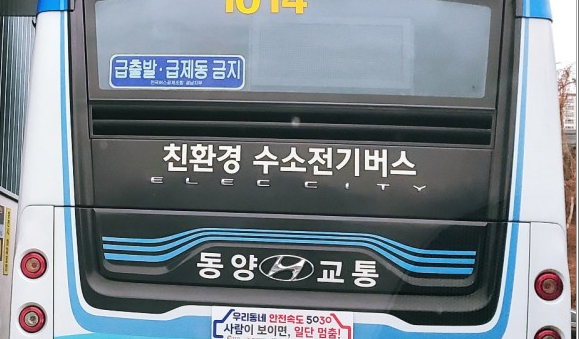 1014
급출발·급제동 금지
친환경 수소전기버스
ELEC CITY
동양 교통
우리동네 안전속도 5030
사람이 보이면, 일단 멈춤!